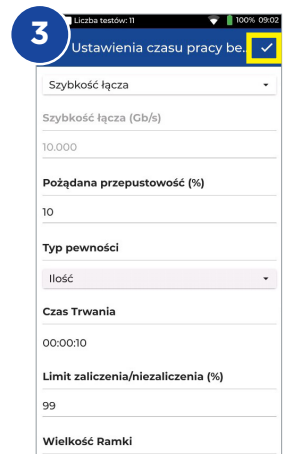 3
Liczba testów: 11
100% 09:02
Ustawienia czasu pracy be...
Szybkość łącza
Szybkość łącza (Gb/s)
10.000
Pożądana przepustowość (%)
10
Typ pewności
Ilość
Czas Trwania
00:00:10
Limit zaliczenia/niezaliczenia (%)
99
Wielkość Ramki